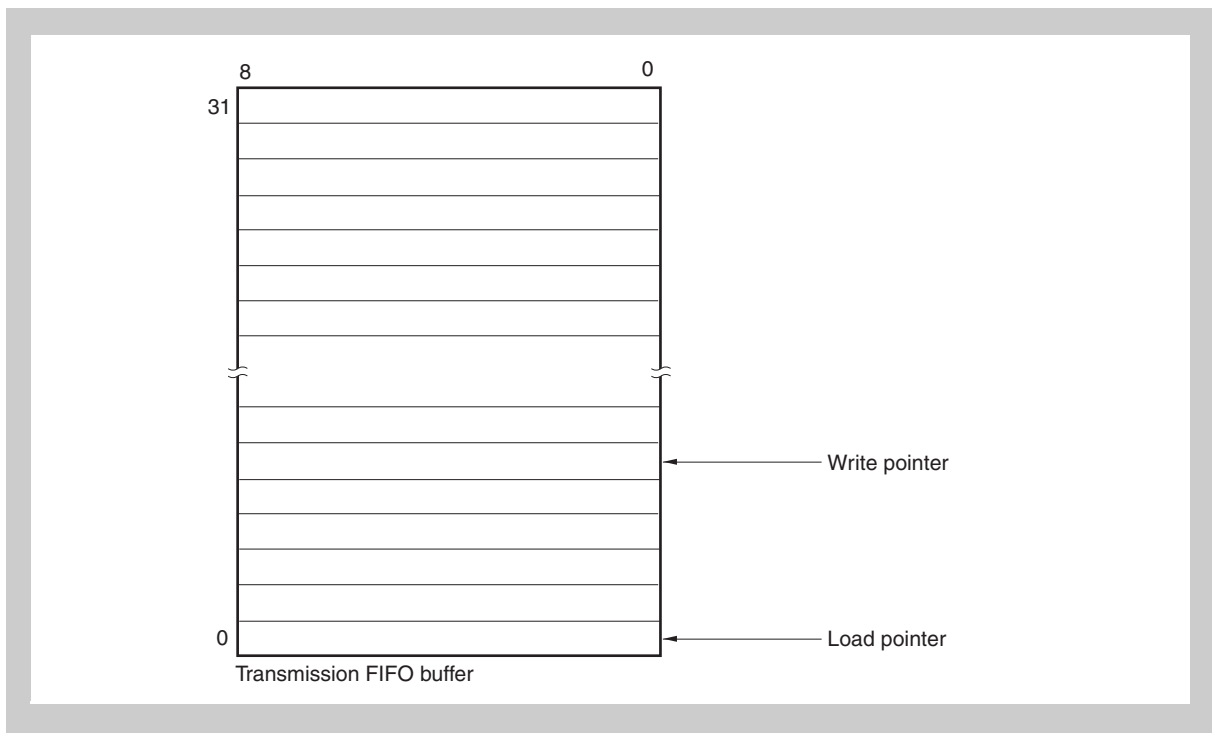 8 0
31
Write pointer
0
Load pointer
Transmission FIFO buffer